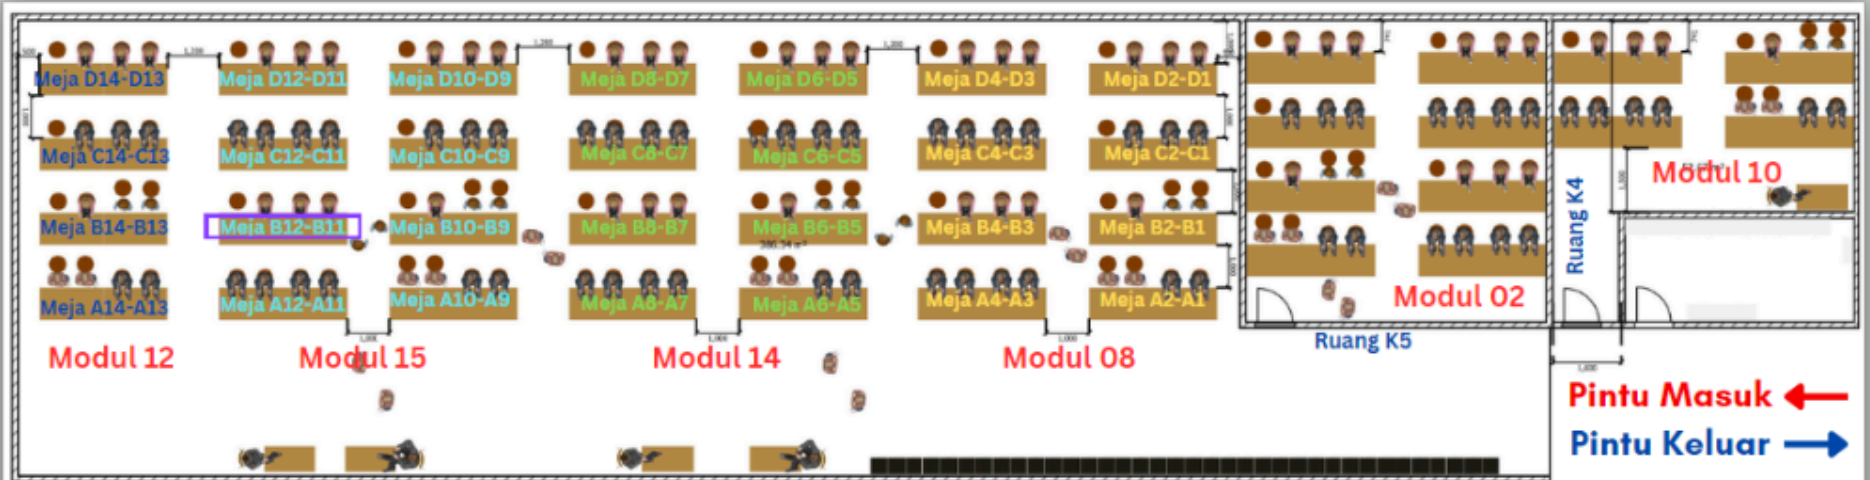 Meja D14-D13 Meja D12-D11 Meja D10-D9 Meja D8-D7 Meja D6-D5 Meja D4-D3 Meja D2-D1
Meja C14-C13 Meja C12-C11 Meja C10-C9 Meja C8-C7 Meja C6-C5 Meja C4-C3 Meja C2-C1
Meja B14-B13 Meja B12-B11 Meja B10-B9 Meja B8-B7 Meja B6-B5 Meja B4-B3 Meja B2-B1
Meja A14-A13 Meja A12-A11 Meja A10-A9 Meja A8-A7 Meja A6-A5 Meja A4-A3 Meja A2-A1
Modul 12 Modul 15 Modul 14 Modul 08
Modul 02
Ruang K5
Ruang K4
Modul 10
Pintu Masuk
Pintu Keluar